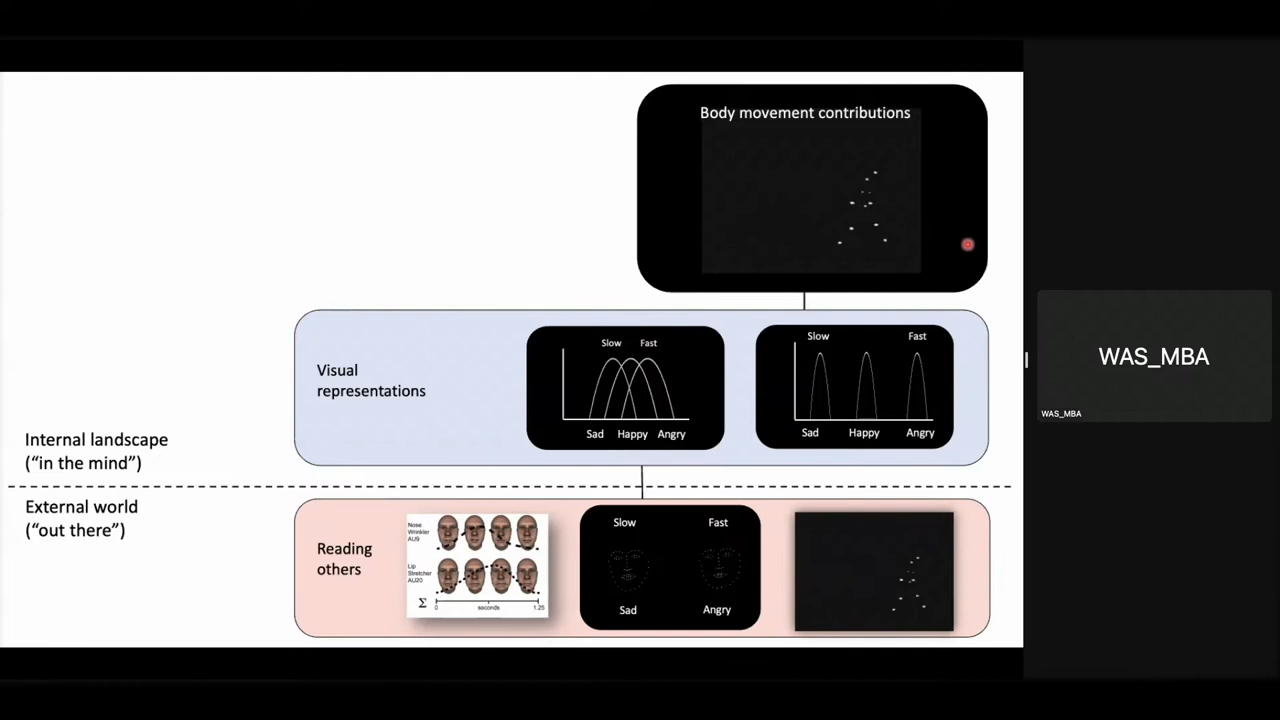 Body movement contributions
Visual
representations
Slow Fast
Sad Happy Angry
Slow Fast
Sad Happy Angry
Internal landscape
("in the mind")
External world
("out there")
Reading
others
Nose
Wrinkler
AU9
Lip
Stretcher
AU20
Σ 0 seconds 1.25
Slow Fast
Sad Angry
WAS_MBA
WAS_MBA